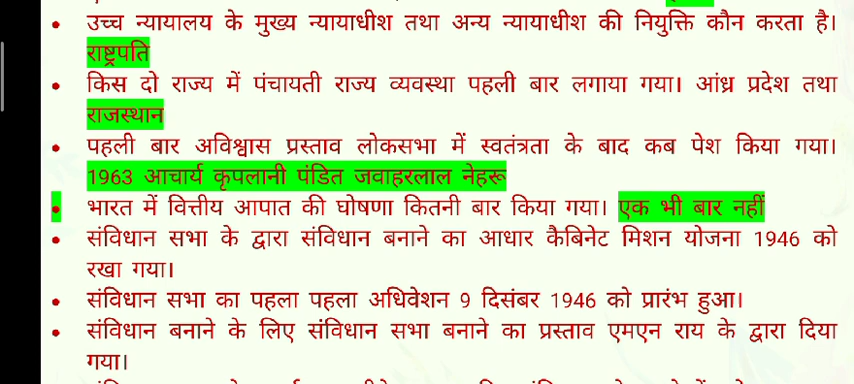 • उच्च न्यायालय के मुख्य न्यायाधीश तथा अन्य न्यायाधीश की नियुक्ति कौन करता है।
राष्ट्रपति
• किस दो राज्य में पंचायती राज्य व्यवस्था पहली बार लगाया गया। आंध्र प्रदेश तथा
राजस्थान
• पहली बार अविश्वास प्रस्ताव लोकसभा में स्वतंत्रता के बाद कब पेश किया गया।
1963 आचार्य कृपलानी पंडित जवाहरलाल नेहरू
• भारत में वित्तीय आपात की घोषणा कितनी बार किया गया। एक भी बार नहीं
• संविधान सभा के द्वारा संविधान बनाने का आधार कैबिनेट मिशन योजना 1946 को
रखा गया।
• संविधान सभा का पहला पहला अधिवेशन 9 दिसंबर 1946 को प्रारंभ हुआ।
• संविधान बनाने के लिए संविधान सभा बनाने का प्रस्ताव एमएन राय के द्वारा दिया
गया।